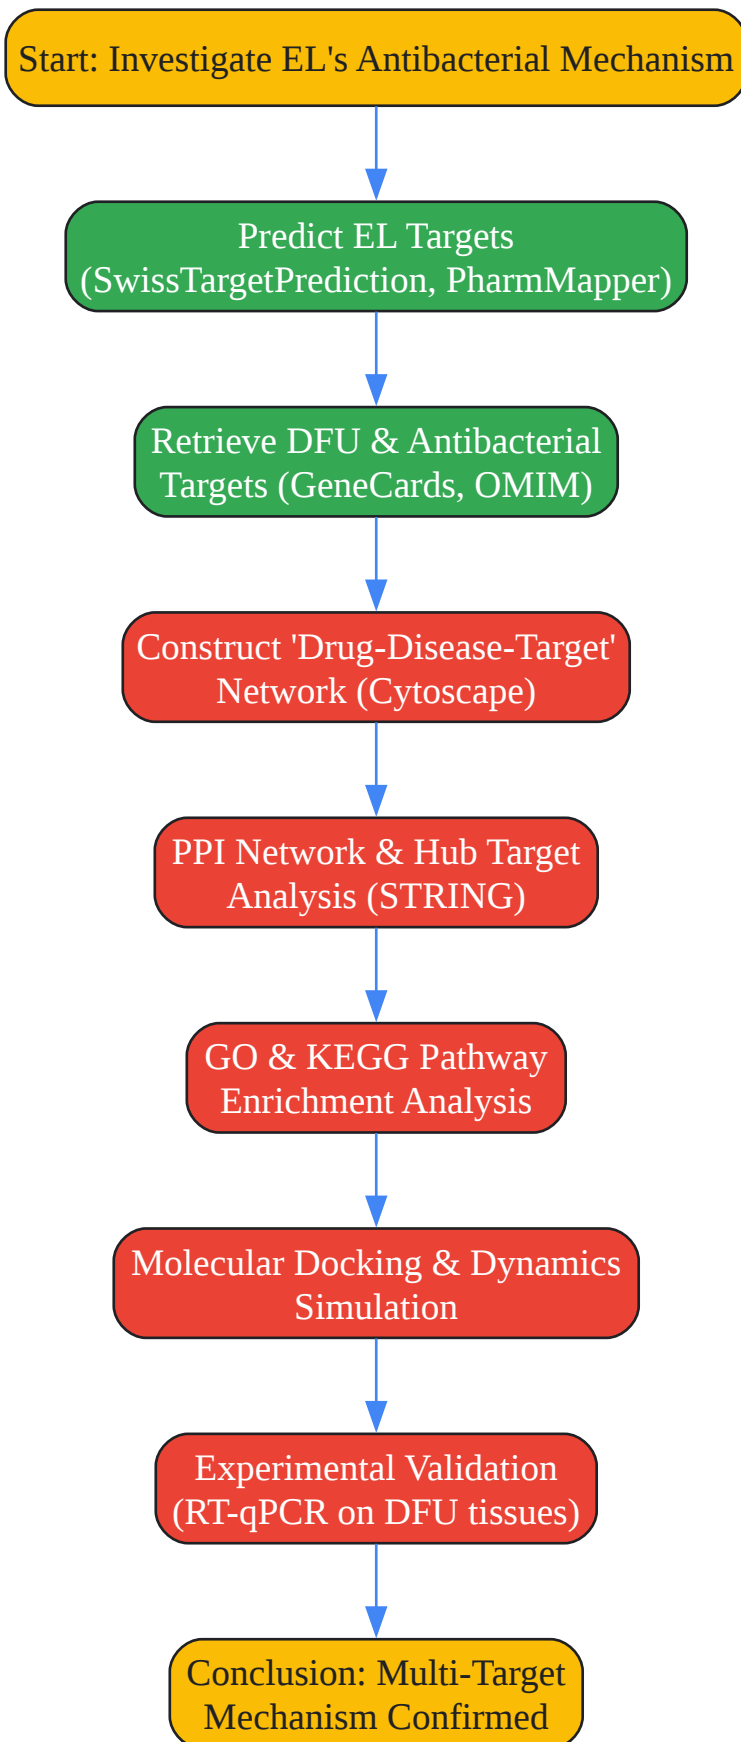 Start: Investigate EL's Antibacterial Mechanism
Predict EL Targets
(SwissTargetPrediction, PharmMapper)
Retrieve DFU & Antibacterial
Targets (GeneCards, OMIM)
Construct 'Drug-Disease-Target'
Network (Cytoscape)
PPI Network & Hub Target
Analysis (STRING)
GO & KEGG Pathway
Enrichment Analysis
Molecular Docking & Dynamics
Simulation
Experimental Validation
(RT-qPCR on DFU tissues)
Conclusion: Multi-Target
Mechanism Confirmed